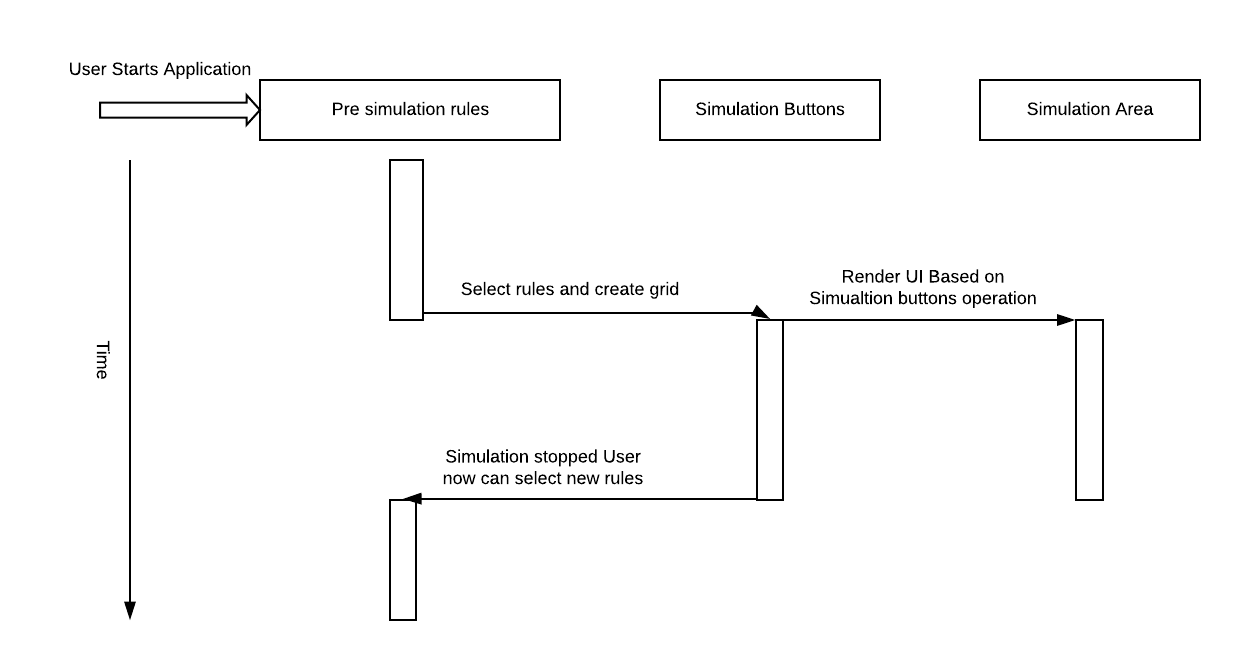 User Starts Application
Pre simulation rules
Simulation Buttons
Simulation Area
Select rules and create grid
Render UI Based on
Simualtion buttons operation
Time
Simulation stopped User
now can select new rules